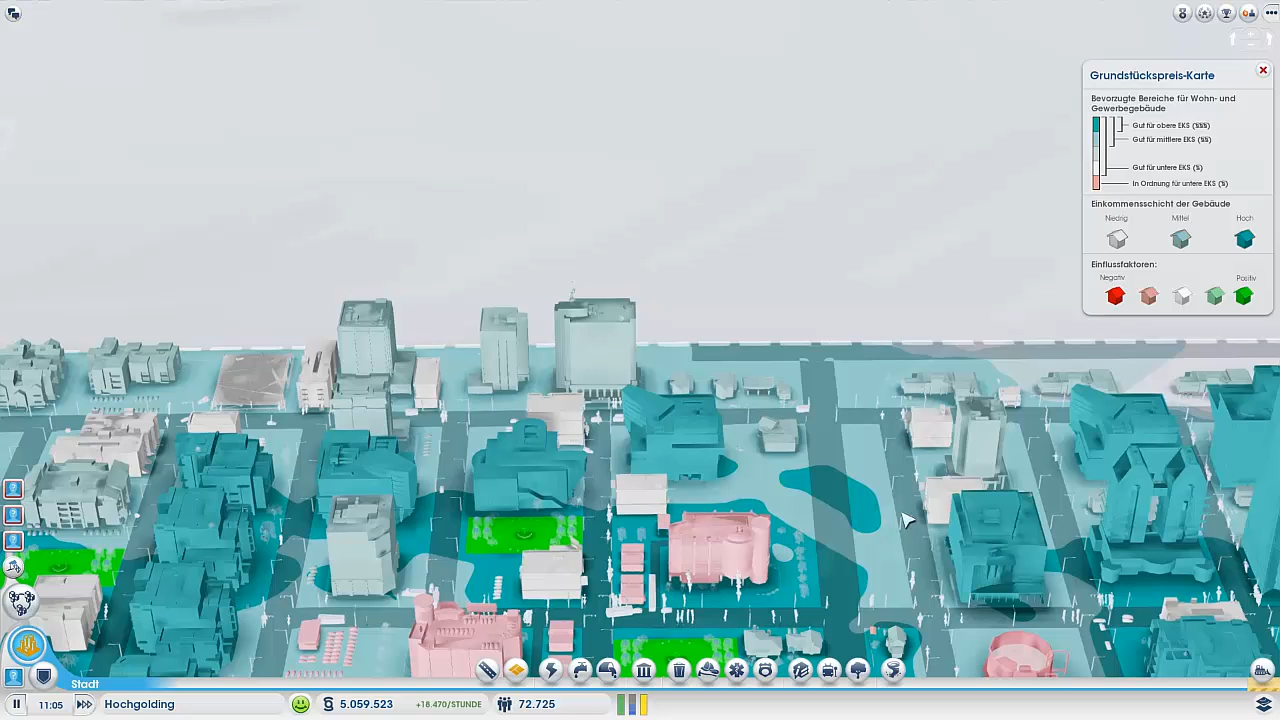 Grundstückspreis-Karte
Bevorzugte Bereiche für Wohn- und
Gewerbegebäude
Gut für obere EKS (§§§)
Gut für mittlere EKS (§§)
Gut für untere EKS (§)
In Ordnung für untere EKS (§)
Einkommensschicht der Gebäude
Niedrig Mittel Hoch
Einflussfaktoren:
Negativ Positiv
Stadt
11:05 Hochgolding 5.059.523 +18.470/STUNDE 72.725